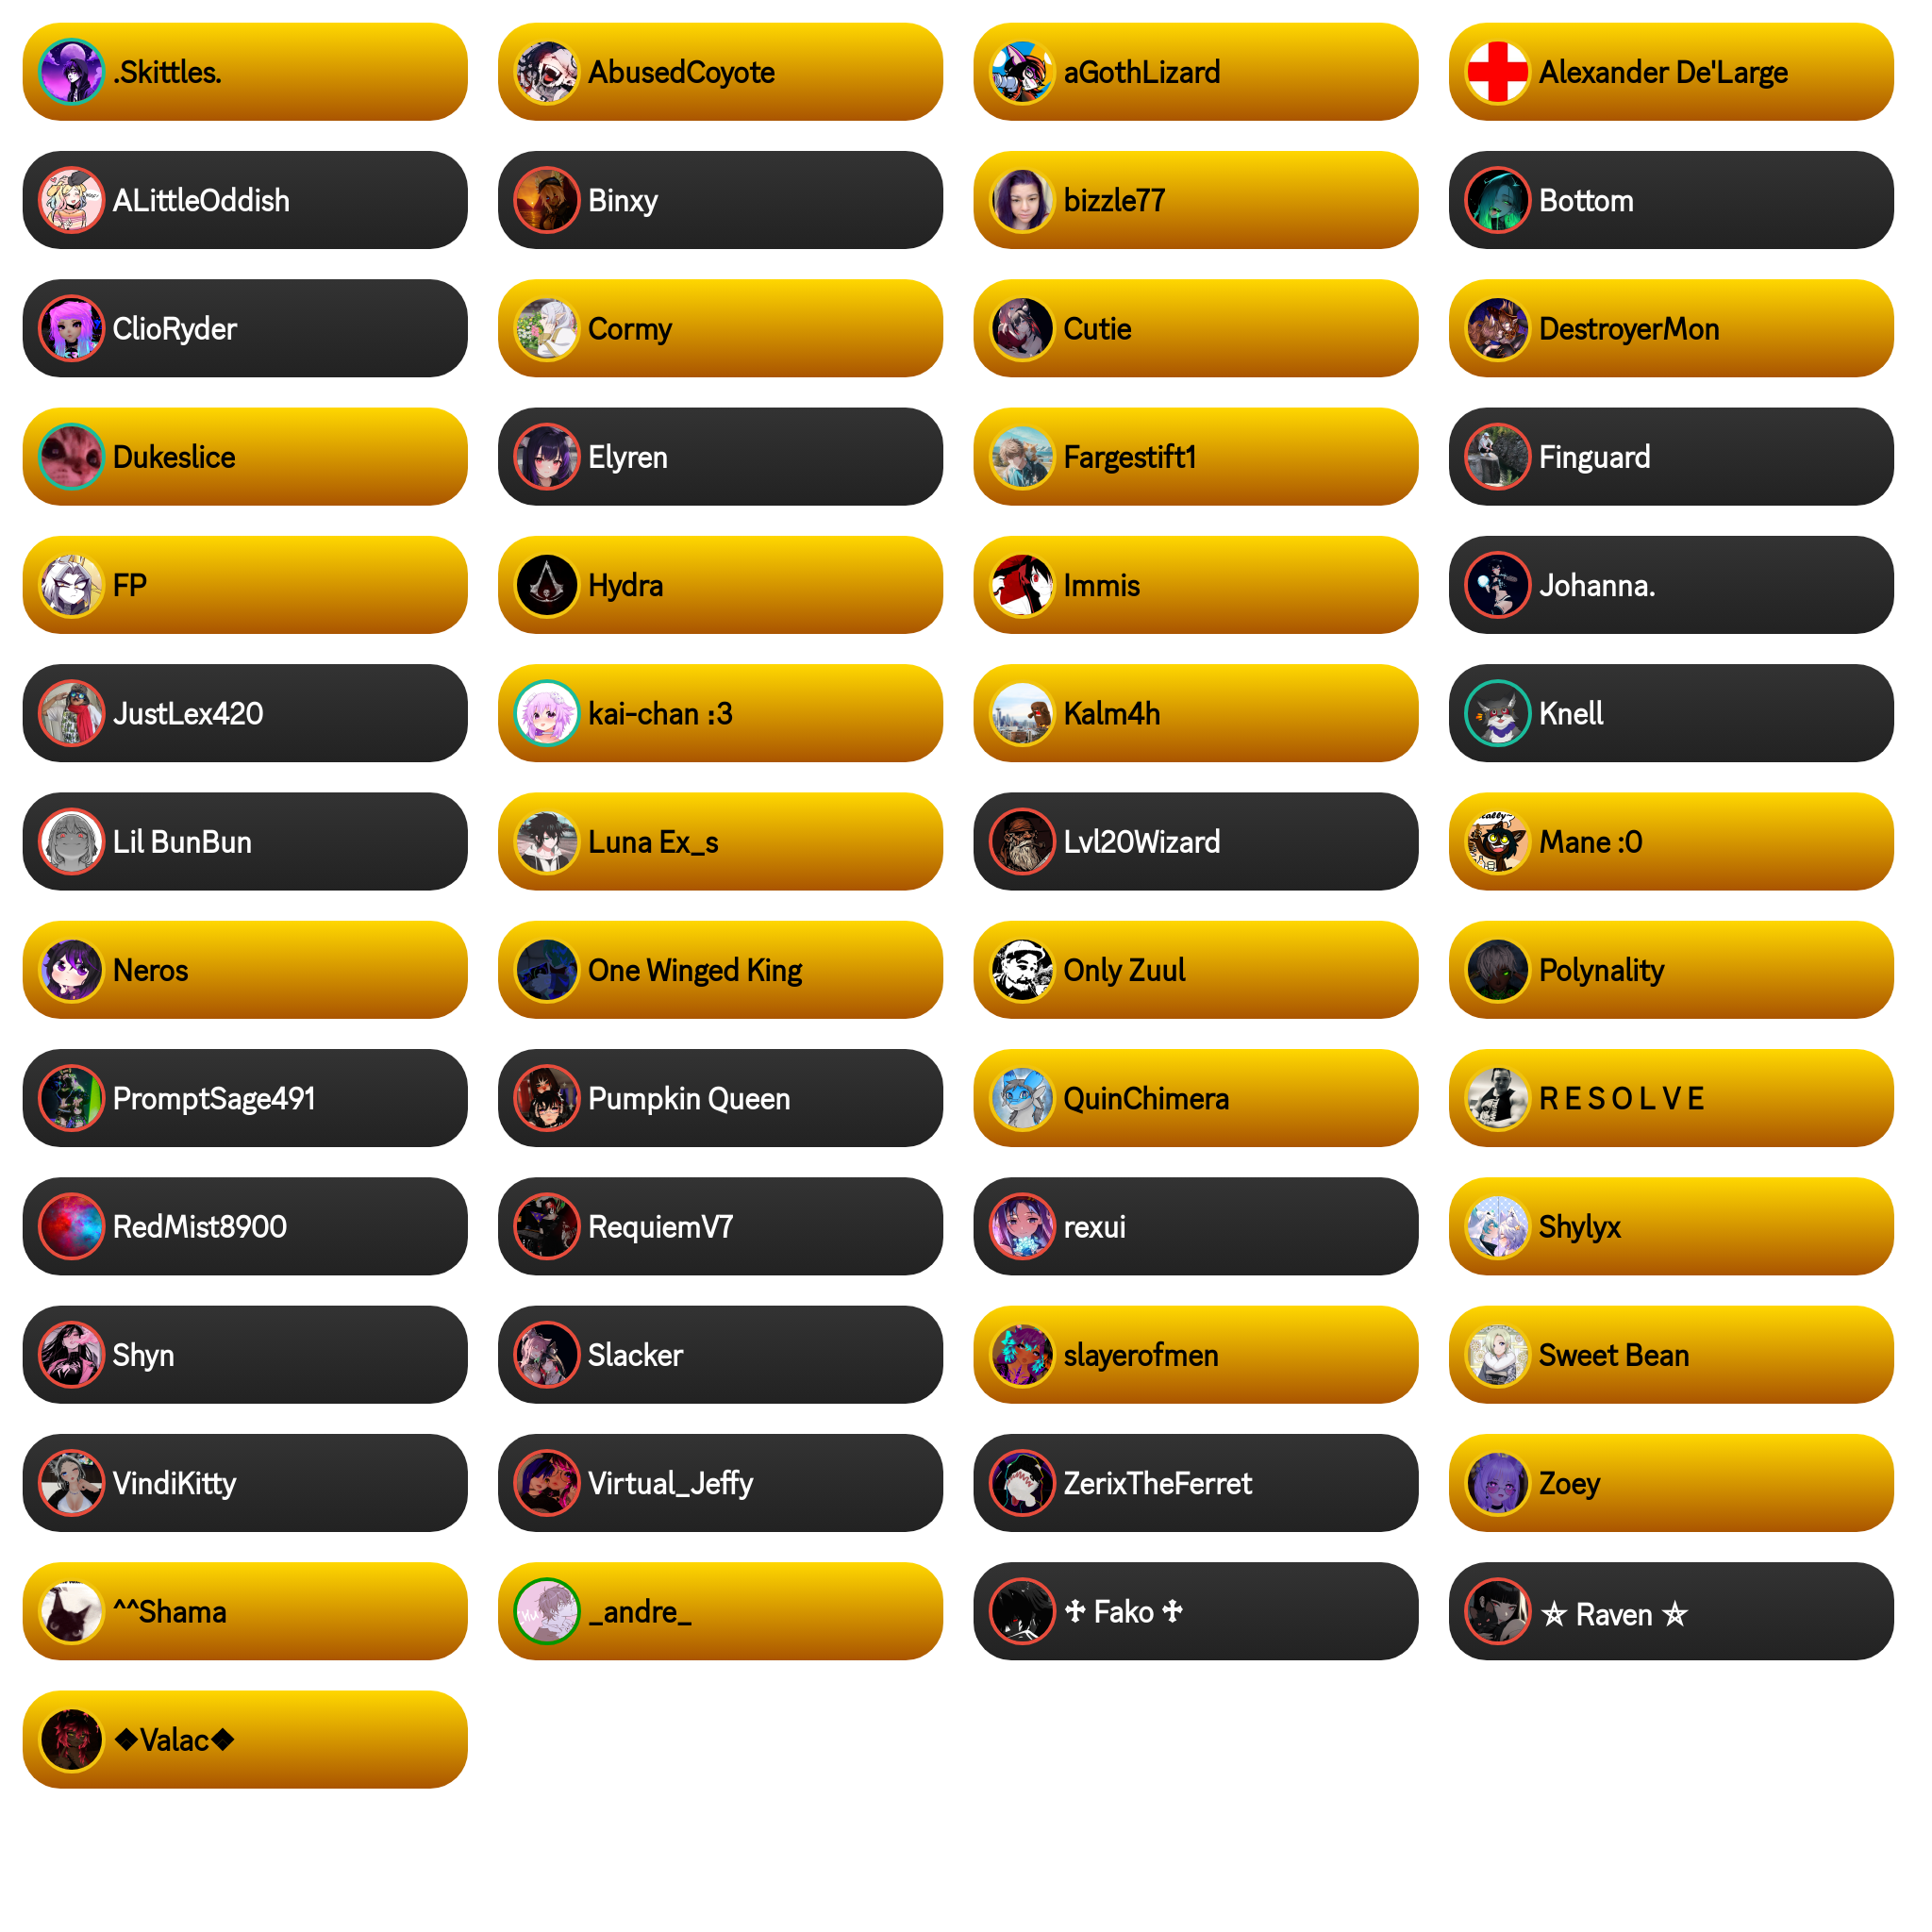 .Skittles.
AbusedCoyote
aGothLizard
Alexander De'Large
ALittleOddish
Binxy
bizzle77
Bottom
ClioRyder
Cormy
Cutie
DestroyerMon
Dukeslice
Elyren
Fargestift1
Finguard
FP
Hydra
Immis
Johanna.
JustLex420
kai-chan :3
Kalm4h
Knell
Lil BunBun
Luna Ex_s
Lvl20Wizard
Mane :0
Neros
One Winged King
Only Zuul
Polynality
PromptSage491
Pumpkin Queen
QuinChimera
R E S O L V E
RedMist8900
RequiemV7
rexui
Shylyx
Shyn
Slacker
slayerofmen
Sweet Bean
VindiKitty
Virtual_Jeffy
ZerixTheFerret
Zoey
^^Shama
_andre_
♱ Fako ♱
⛧ Raven ⛧
❖Valac❖